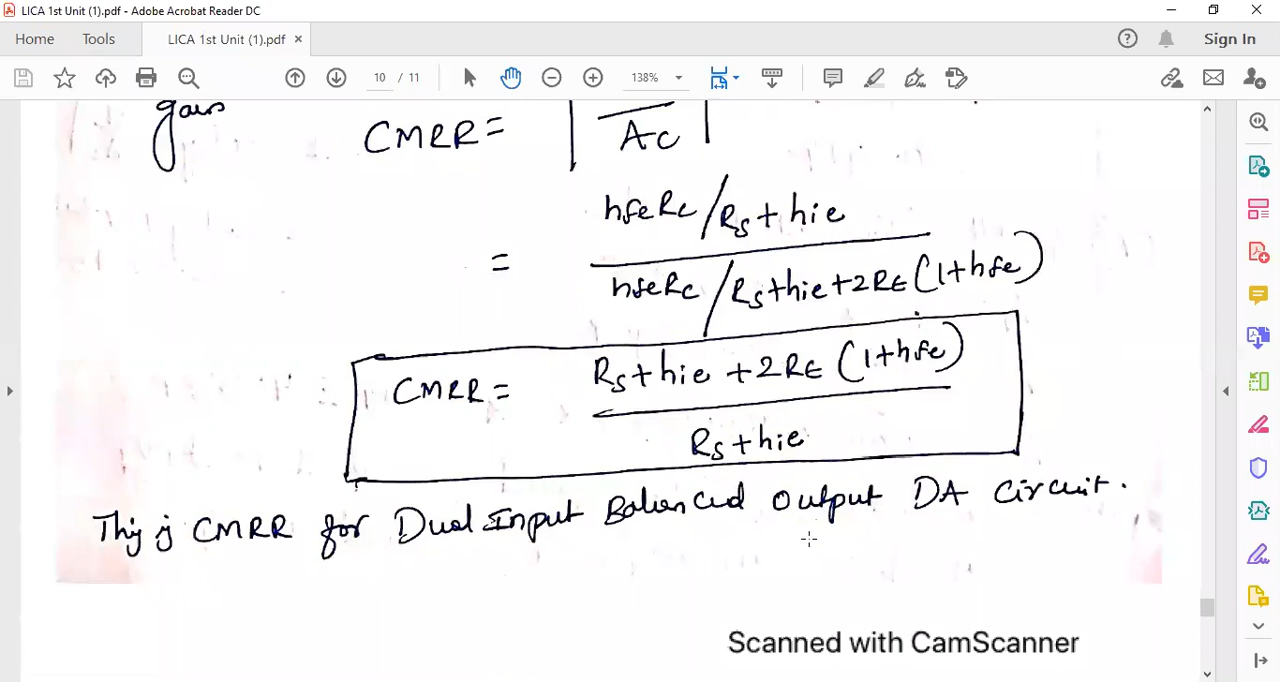 LICA 1st Unit (1).pdf - Adobe Acrobat Reader DC
Home Tools LICA 1st Unit (1).pdf × Sign In
10 / 11 138%
gain
CMRR = | / Ac |
= hfeRc/Rs+hie
hfeRc/Rs+hie+2RE(1+hfe)
CMRR = Rs+hie+2RE(1+hfe)
Rs+hie
This is CMRR for Dual Input Balanced output DA circuit.
Scanned with CamScanner